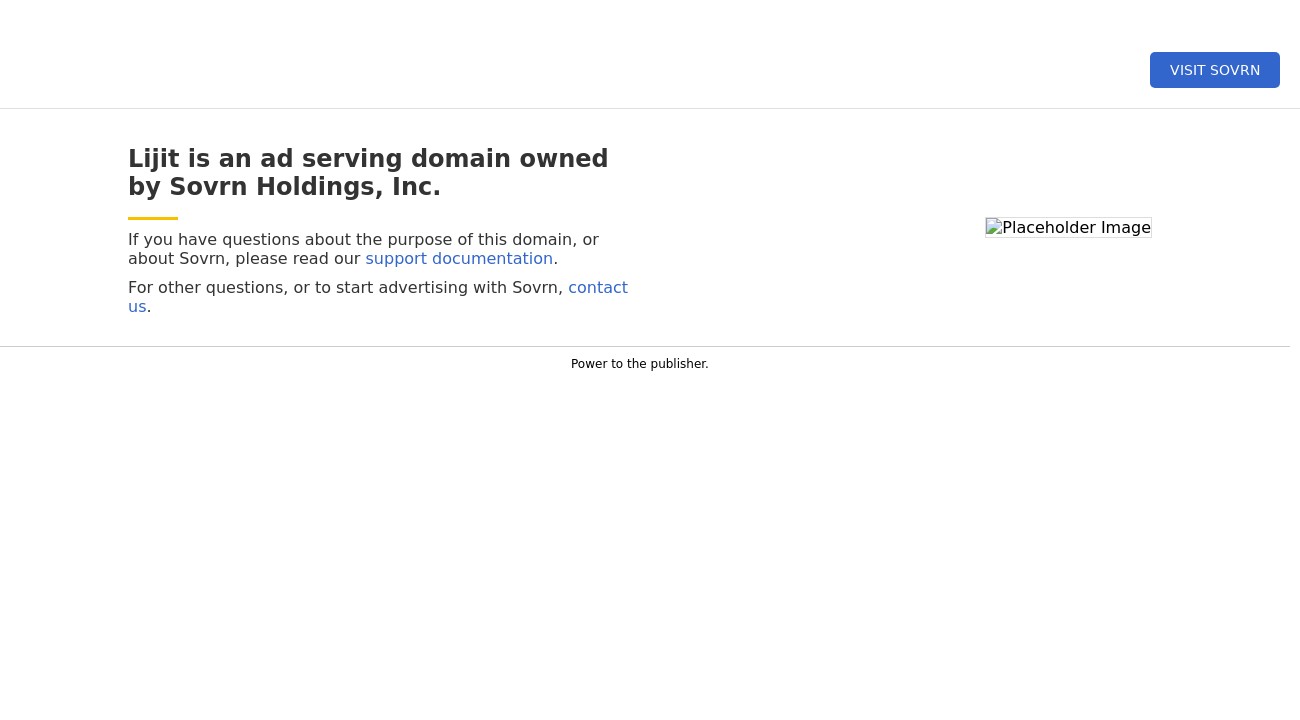 VISIT SOVRN
Lijit is an ad serving domain owned
by Sovrn Holdings, Inc.
If you have questions about the purpose of this domain, or
about Sovrn, please read our support documentation.
For other questions, or to start advertising with Sovrn, contact
us.
Placeholder Image
Power to the publisher.